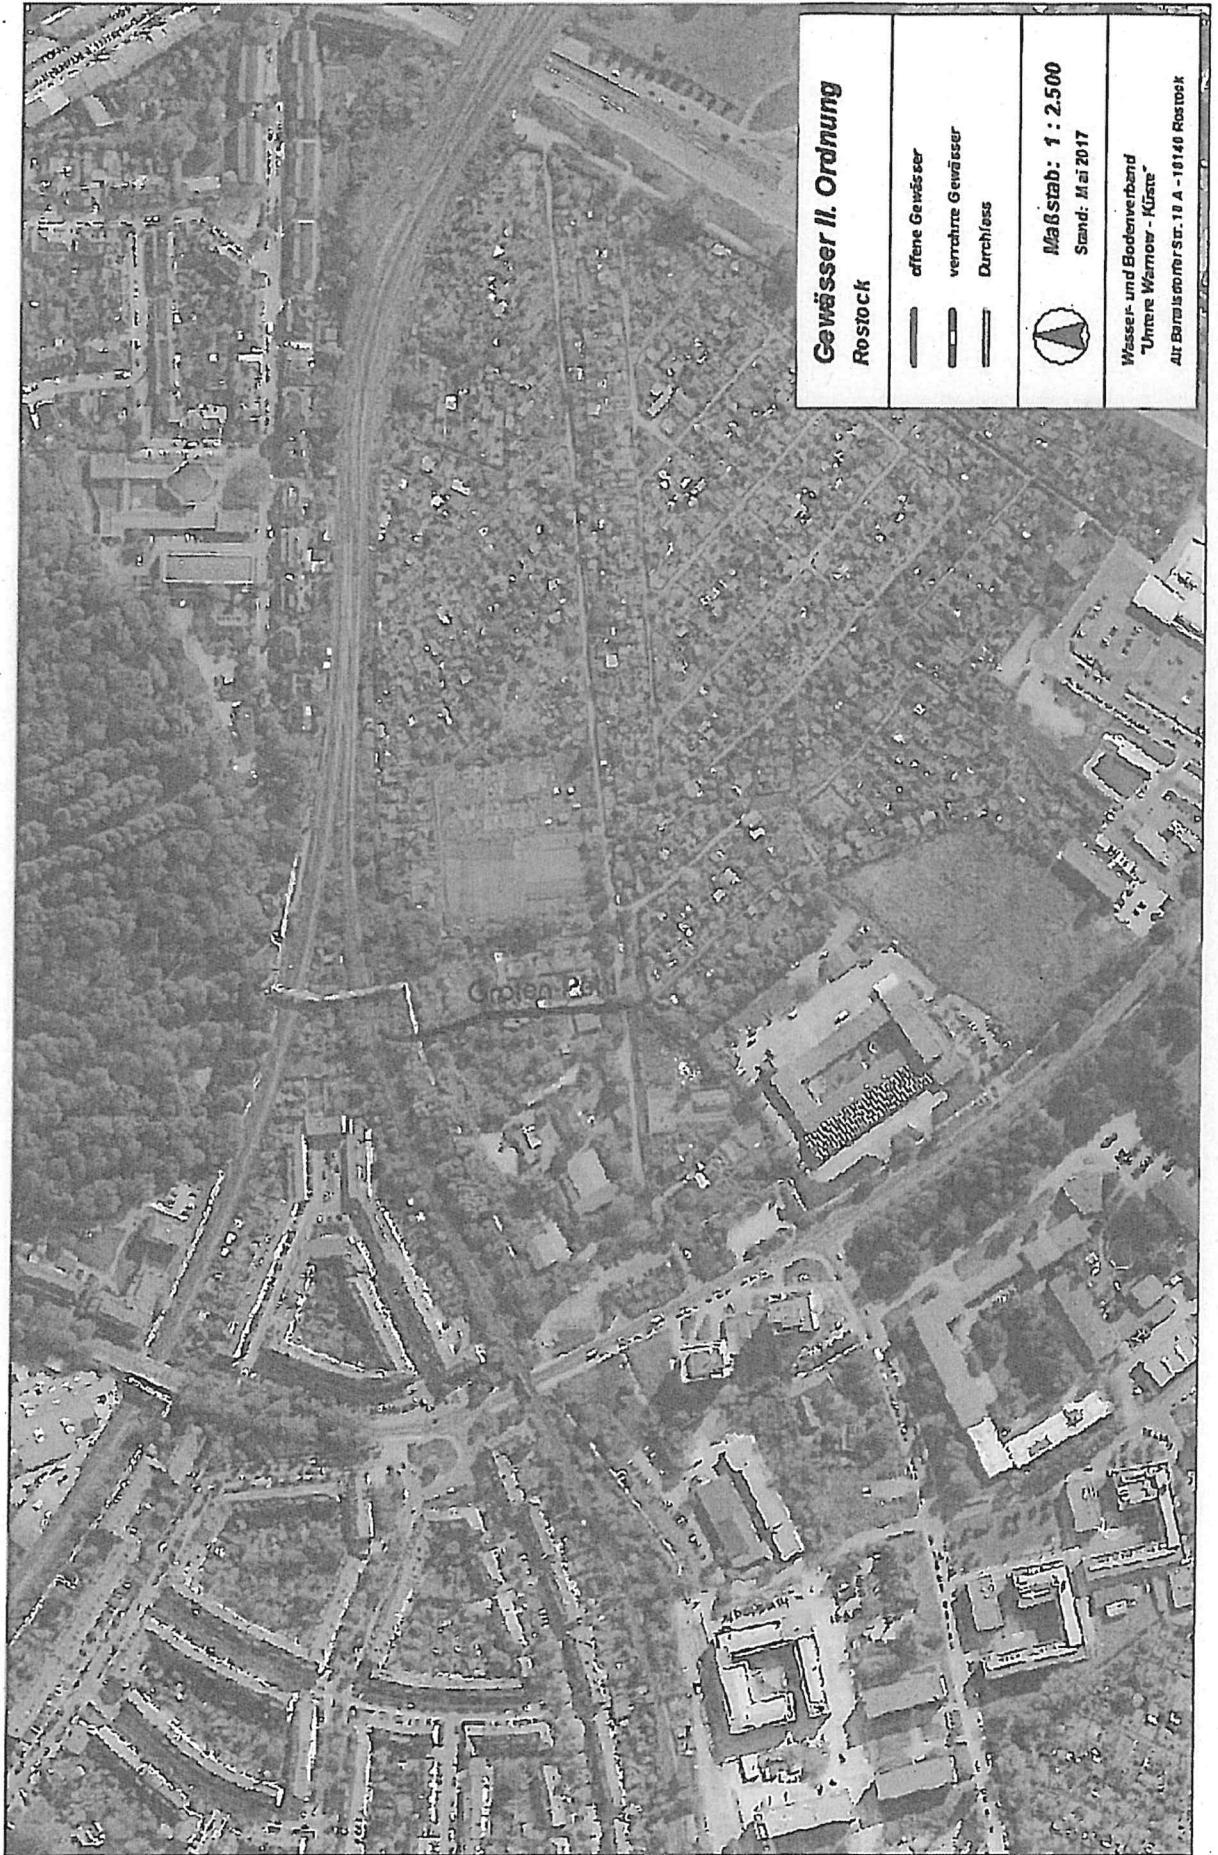 Gewässer II. Ordnung
Rostock
offene Gewässer
verrohrte Gewässer
Durchlass
Maßstab: 1 : 2.500
Stand: Mai 2017
Wasser- und Bodenverband
"Untere Warnow - Küste"
Alt Bartelsdorfer Str. 18 A - 18146 Rostock